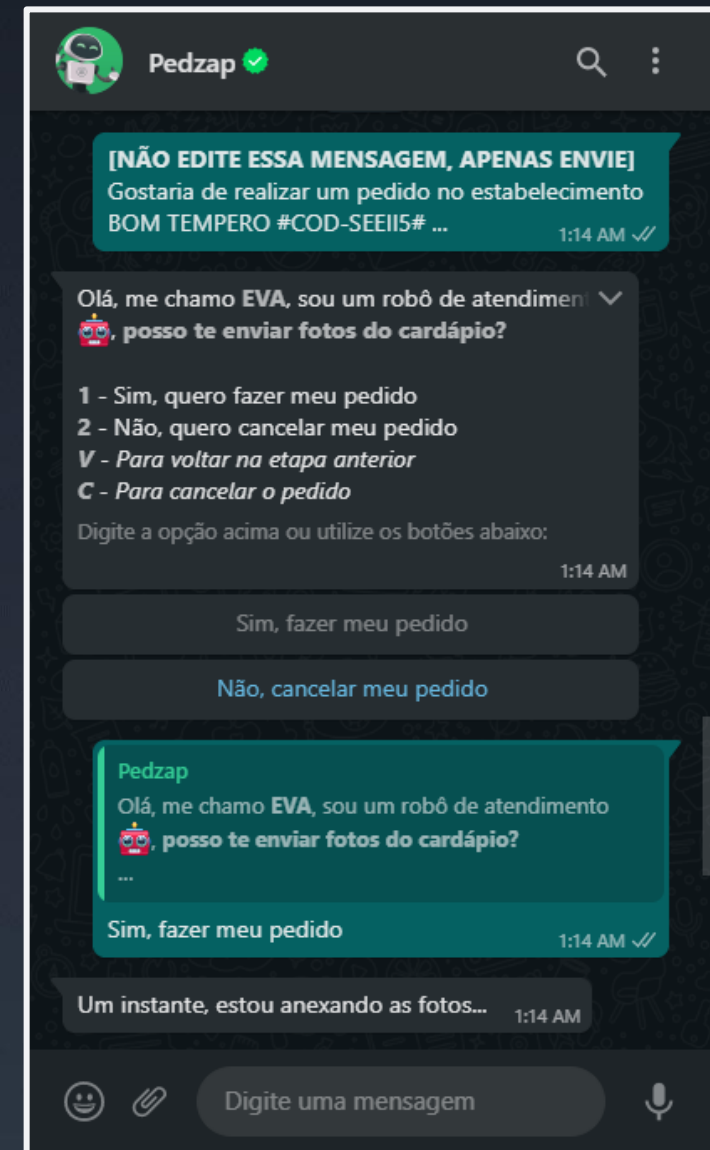 Pedzap
[NÃO EDITE ESSA MENSAGEM, APENAS ENVIE]
Gostaria de realizar um pedido no estabelecimento
BOM TEMPERO #COD-SEEII5# ...
1:14 AM
Olá, me chamo EVA, sou um robô de atendimen
, posso te enviar fotos do cardápio?
1 - Sim, quero fazer meu pedido
2 - Não, quero cancelar meu pedido
V - Para voltar na etapa anterior
C - Para cancelar o pedido
Digite a opção acima ou utilize os botões abaixo:
1:14 AM
Sim, fazer meu pedido
Não, cancelar meu pedido
Pedzap
Olá, me chamo EVA, sou um robô de atendimento
, posso te enviar fotos do cardápio?
...
Sim, fazer meu pedido
1:14 AM
Um instante, estou anexando as fotos...
1:14 AM
Digite uma mensagem